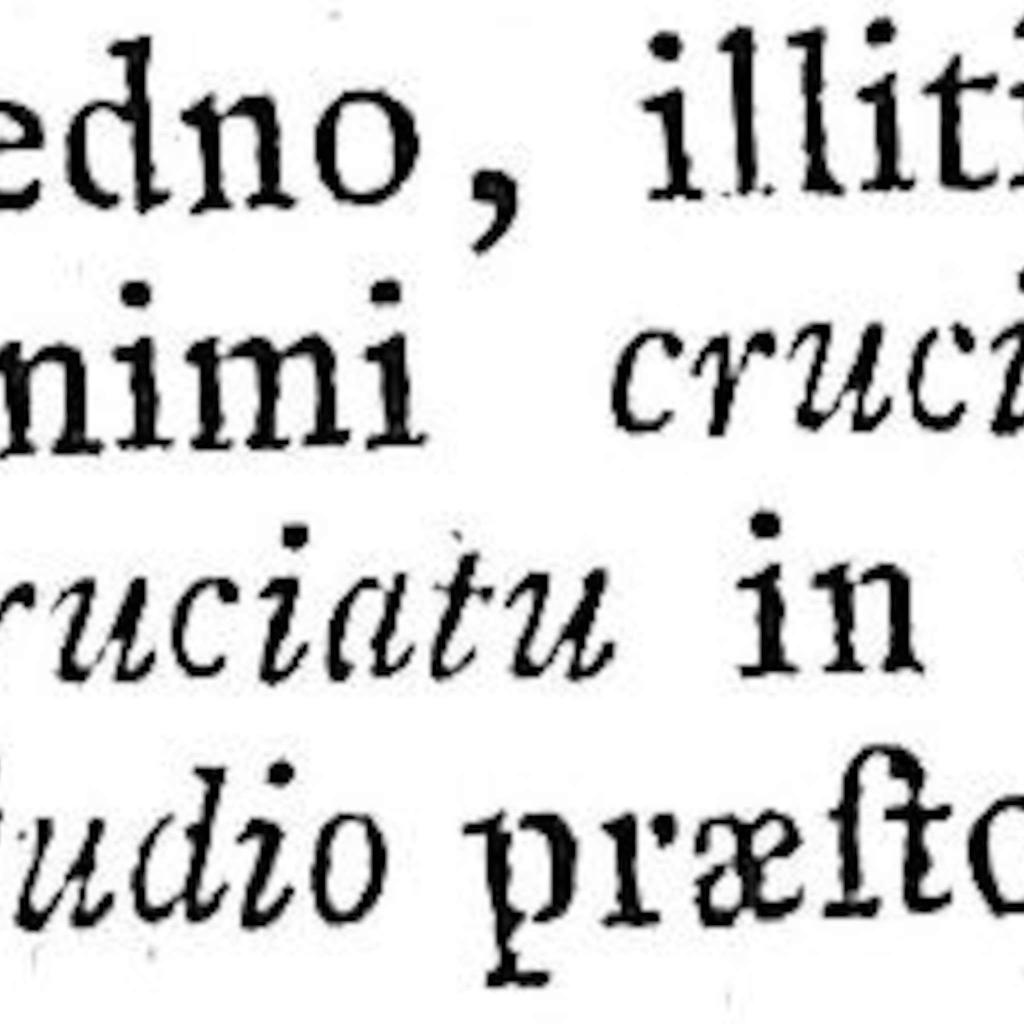 edno, illiti
nimi cruci
ruciatu in
udio præſto